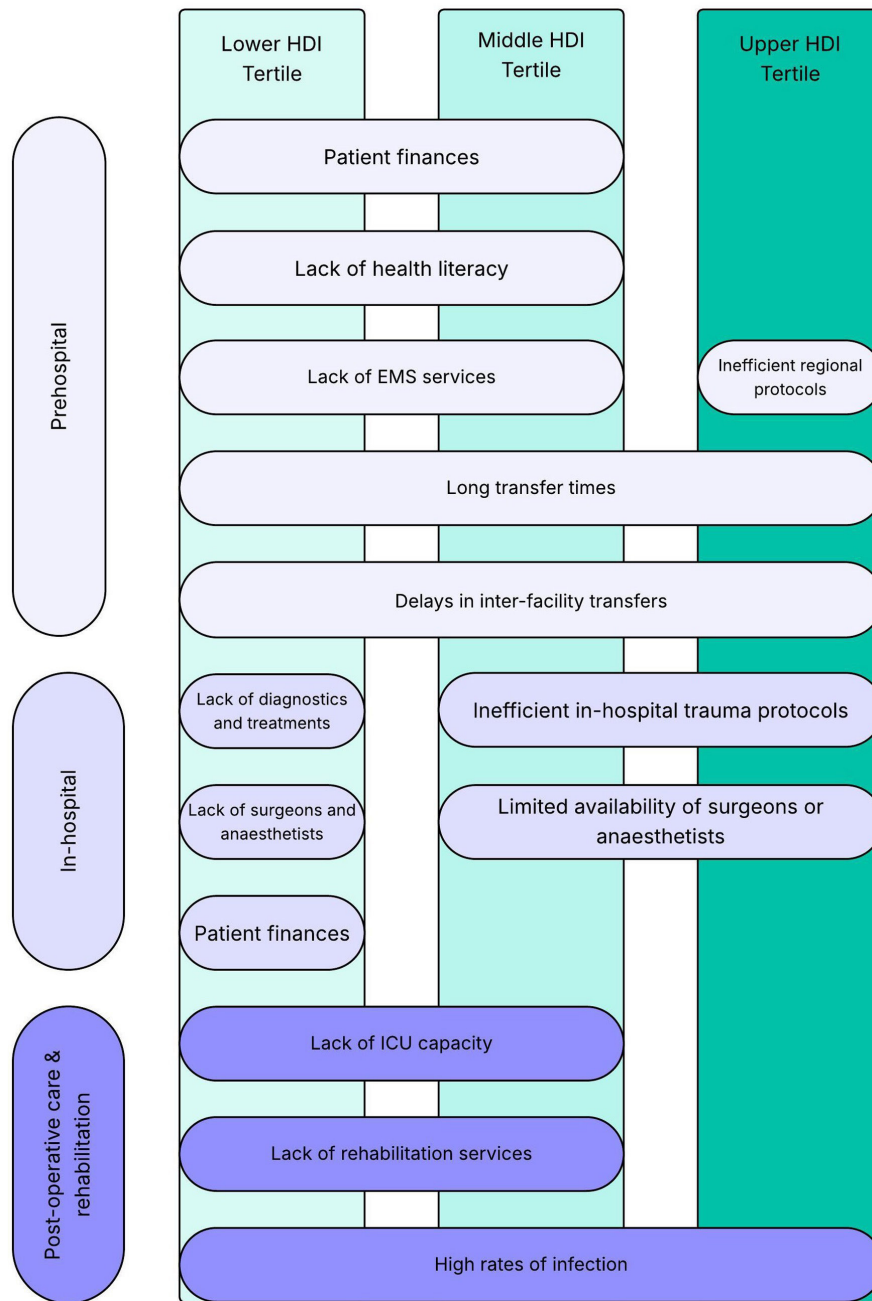 Lower HDI
Tertile
Middle HDI
Tertile
Upper HDI
Tertile
Prehospital
Patient finances
Lack of health literacy
Lack of EMS services
Inefficient regional
protocols
Long transfer times
Delays in inter-facility transfers
In-hospital
Lack of diagnostics
and treatments
Inefficient in-hospital trauma protocols
Lack of surgeons and
anaesthetists
Limited availability of surgeons or
anaesthetists
Patient finances
Post-operative care &
rehabilitation
Lack of ICU capacity
Lack of rehabilitation services
High rates of infection